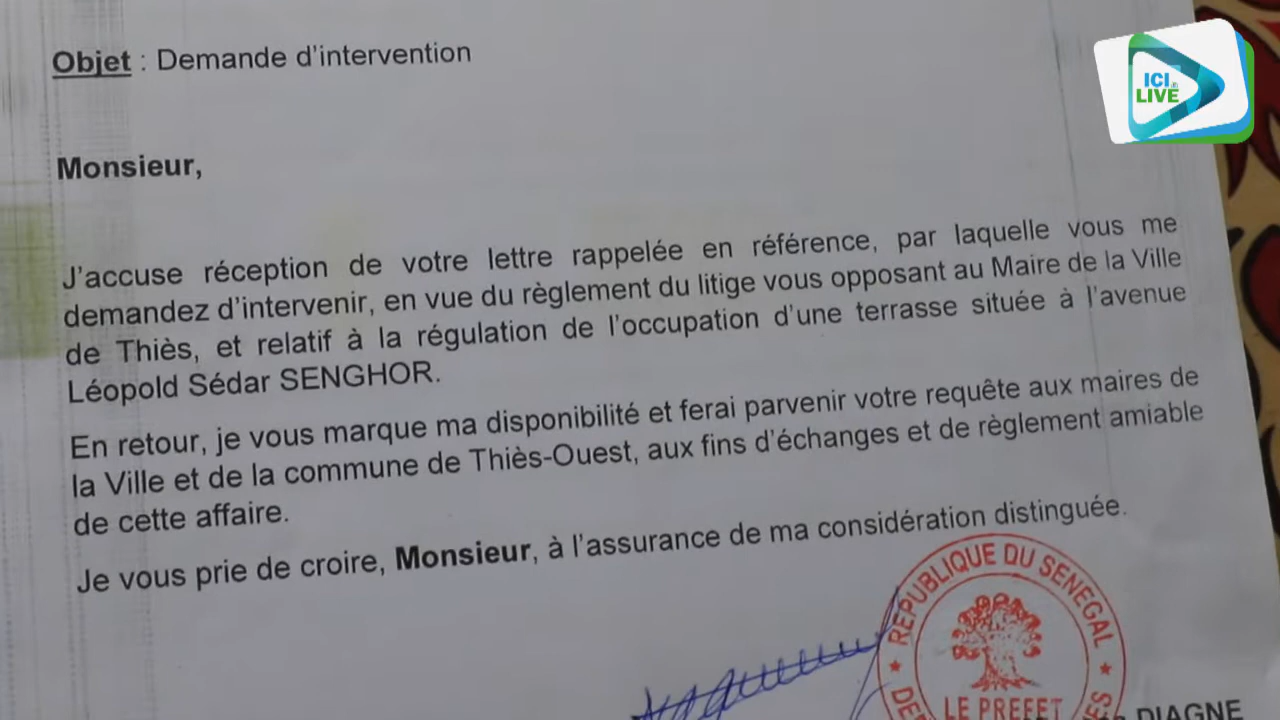 ICI
LIVE
Objet : Demande d'intervention
Monsieur,
J'accuse réception de votre lettre rappelée en référence, par laquelle vous me
demandez d'intervenir, en vue du règlement du litige vous opposant au Maire de la Ville
de Thiès, et relatif à la régulation de l'occupation d'une terrasse située à l'avenue
Léopold Sédar SENGHOR.
En retour, je vous marque ma disponibilité et ferai parvenir votre requête aux maires de
la Ville et de la commune de Thiès-Ouest, aux fins d'échanges et de règlement amiable
de cette affaire.
Je vous prie de croire, Monsieur, à l'assurance de ma considération distinguée.
REPUBLIQUE DU SENEGAL
LE PREFET
DIAGNE